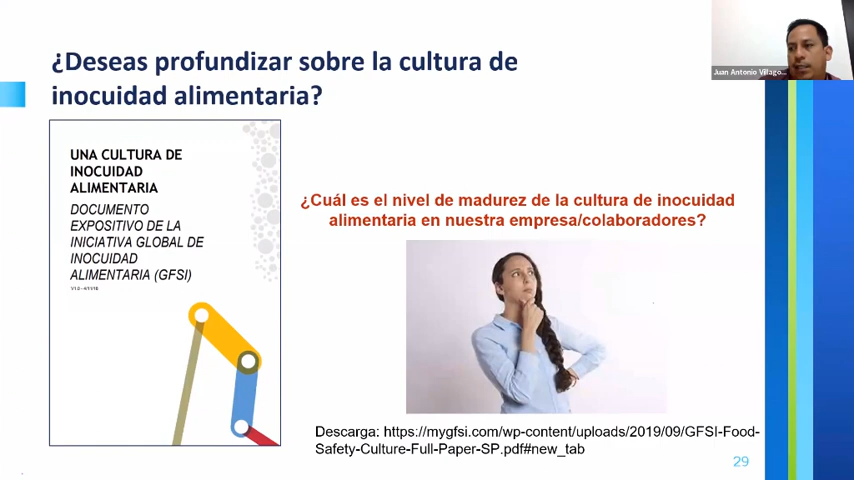 ¿Deseas profundizar sobre la cultura de
inocuidad alimentaria?
Juan Antonio Villago...
UNA CULTURA DE
INOCUIDAD
ALIMENTARIA
DOCUMENTO
EXPOSITIVO DE LA
INICIATIVA GLOBAL DE
INOCUIDAD
ALIMENTARIA (GFSI)
¿Cuál es el nivel de madurez de la cultura de inocuidad
alimentaria en nuestra empresa/colaboradores?
Descarga: https://mygfsi.com/wp-content/uploads/2019/09/GFSI-Food-
Safety-Culture-Full-Paper-SP.pdf#new_tab
29